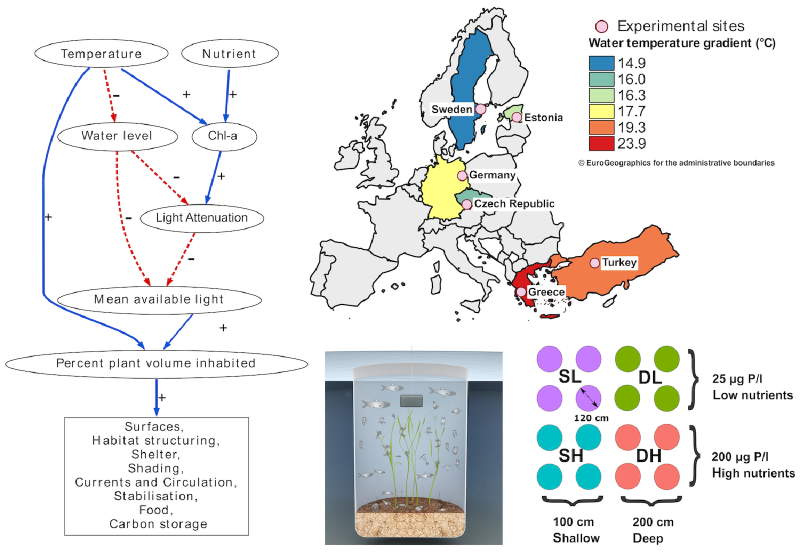 Temperature
Nutrient
-
+
+
Water level
Chl-a
-
+
-
+
Light Attenuation
-
Mean available light
+
Percent plant volume inhabited
+
Surfaces,
Habitat structuring,
Shelter,
Shading,
Currents and Circulation,
Stabilisation,
Food,
Carbon storage
Experimental sites
Water temperature gradient (°C)
14.9
16.0
16.3
17.7
19.3
23.9
© EuroGeographics for the administrative boundaries
Sweden
Estonia
Germany
Czech Republic
Turkey
Greece
SL
DL
120 cm
25 µg P/l
Low nutrients
SH
DH
200 µg P/l
High nutrients
100 cm
Shallow
200 cm
Deep